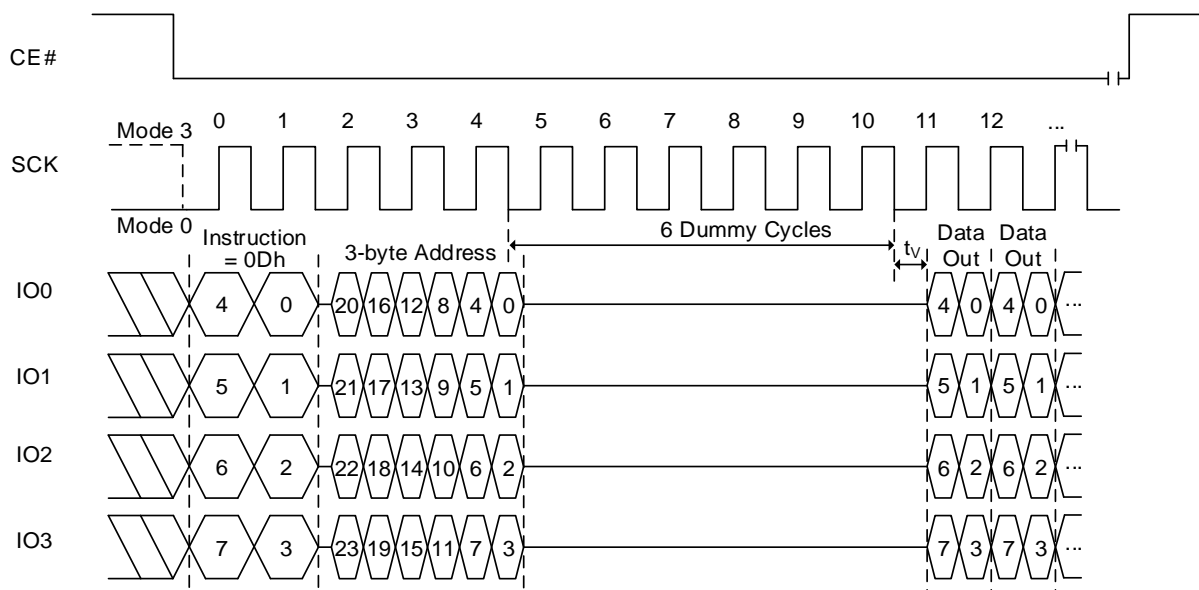 CE#
0 1 2 3 4 5 6 7 8 9 10 11 12 ...
Mode 3
SCK
Mode 0
Instruction
= 0Dh
3-byte Address
6 Dummy Cycles
tV
Data
Out
Data
Out
IO0 4 0 20 16 12 8 4 0 4 0 4 0 ...
IO1 5 1 21 17 13 9 5 1 5 1 5 1 ...
IO2 6 2 22 18 14 10 6 2 6 2 6 2 ...
IO3 7 3 23 19 15 11 7 3 7 3 7 3 ...